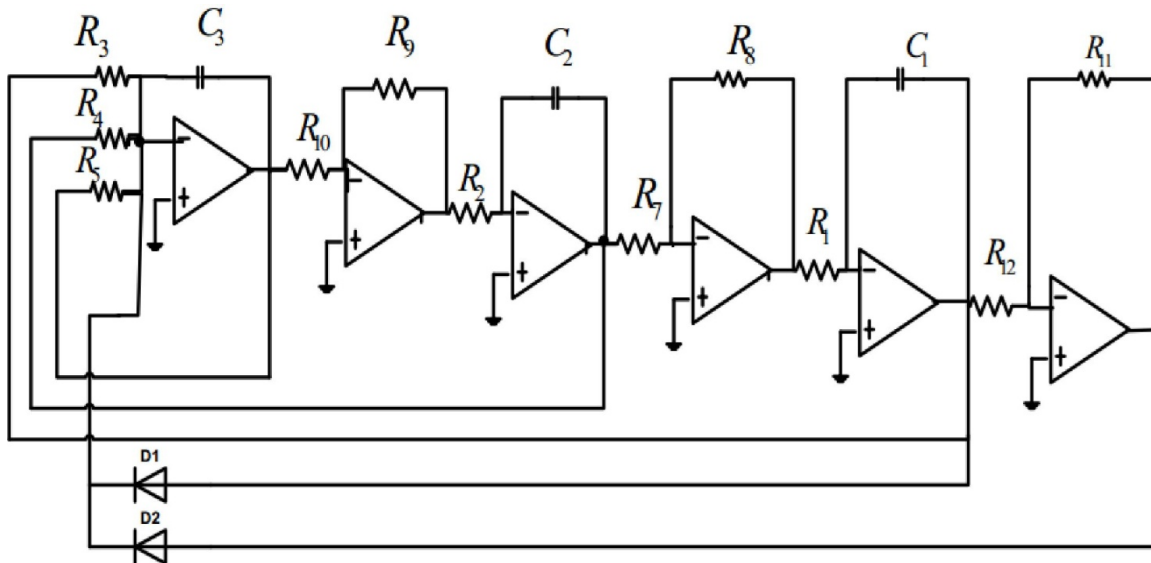 R3
C3
R9
C2
R8
C1
R11
R4
R10
R5
R2
R7
R1
R12
− + − + − + − + − + − +
D1
D2